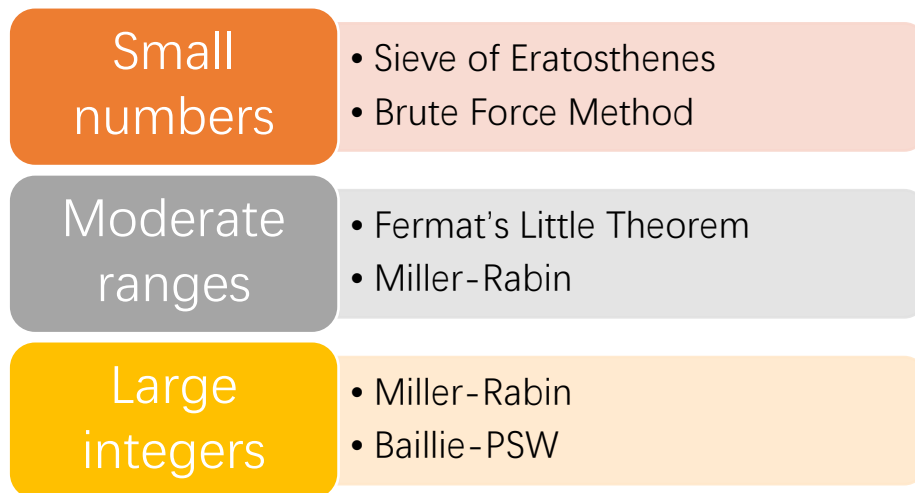 Small
numbers
• Sieve of Eratosthenes
• Brute Force Method
Moderate
ranges
• Fermat's Little Theorem
• Miller-Rabin
Large
integers
• Miller-Rabin
• Baillie-PSW